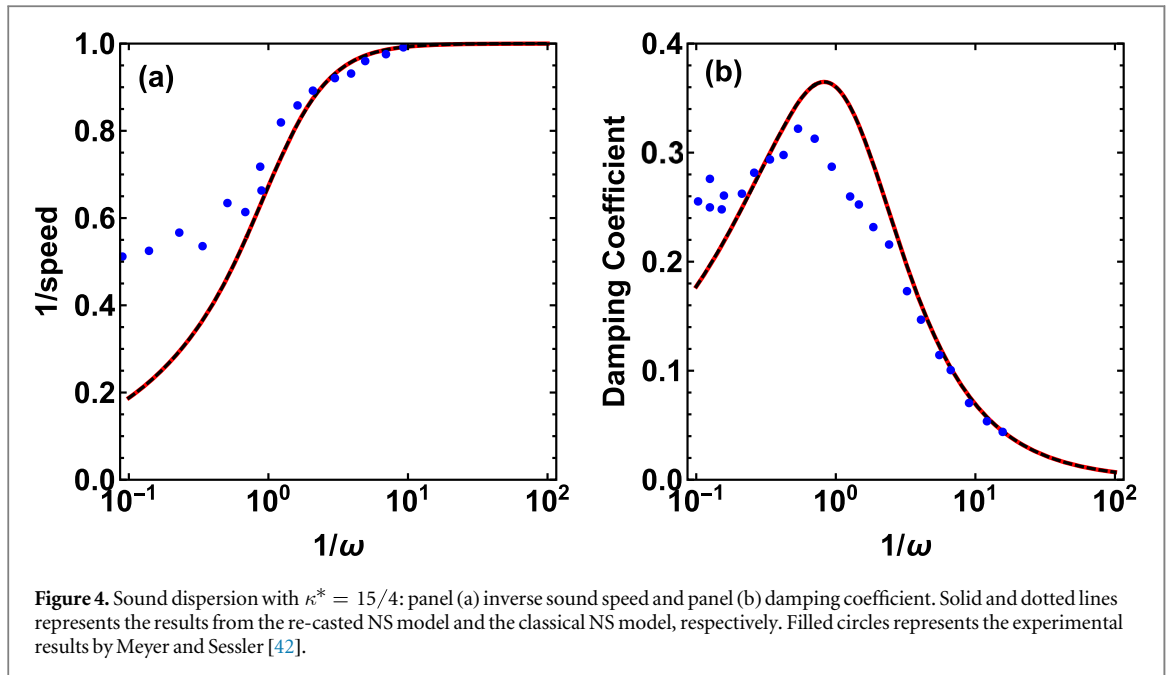 (a)
1.0
0.8
0.6
0.4
0.2
0.0
1/speed
10⁻¹ 10⁰ 10¹ 10²
1/ω
(b)
0.4
0.3
0.2
0.1
0.0
Damping Coefficient
10⁻¹ 10⁰ 10¹ 10²
1/ω
Figure 4. Sound dispersion with κ* = 15/4: panel (a) inverse sound speed and panel (b) damping coefficient. Solid and dotted lines
represents the results from the re-casted NS model and the classical NS model, respectively. Filled circles represents the experimental
results by Meyer and Sessler [42].